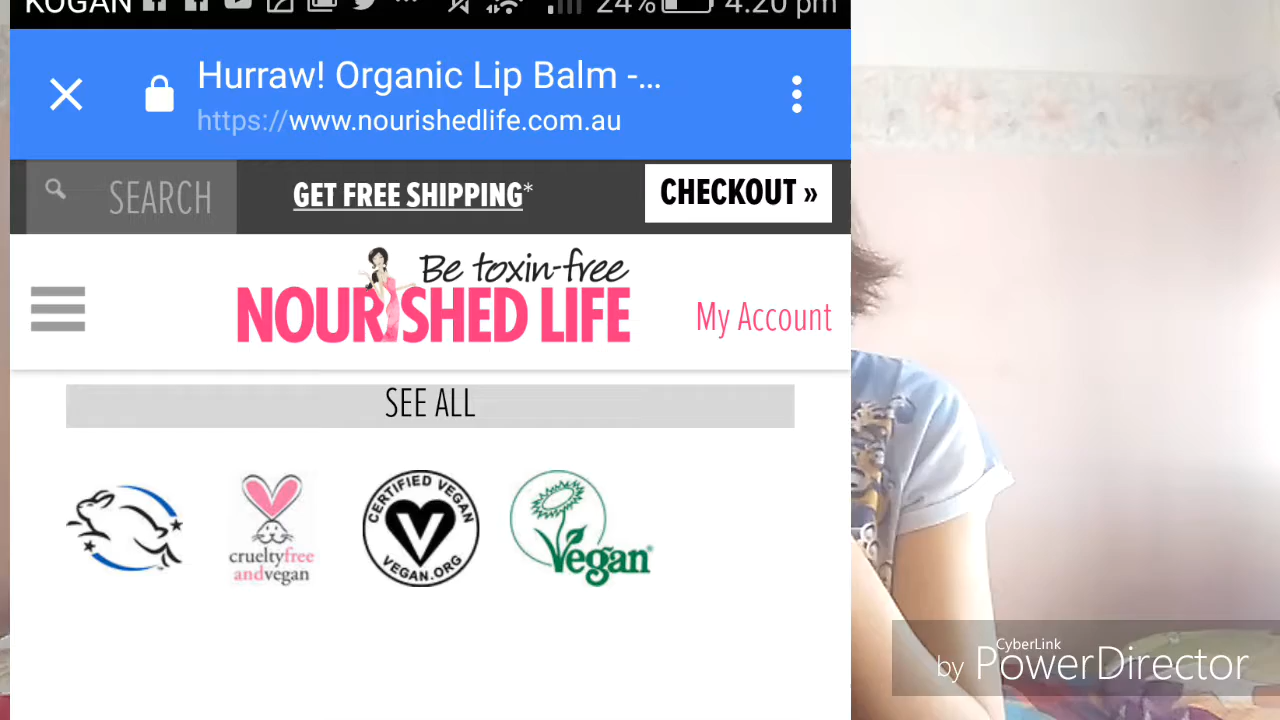 KOGAN 24% 4:20 pm
Hurraw! Organic Lip Balm -...
https://www.nourishedlife.com.au
SEARCH GET FREE SHIPPING* CHECKOUT »
Be toxin-free
NOURISHED LIFE
My Account
SEE ALL
crueltyfree
andvegan
CERTIFIED VEGAN
V
VEGAN.ORG
Vegan®
CyberLink
by PowerDirector